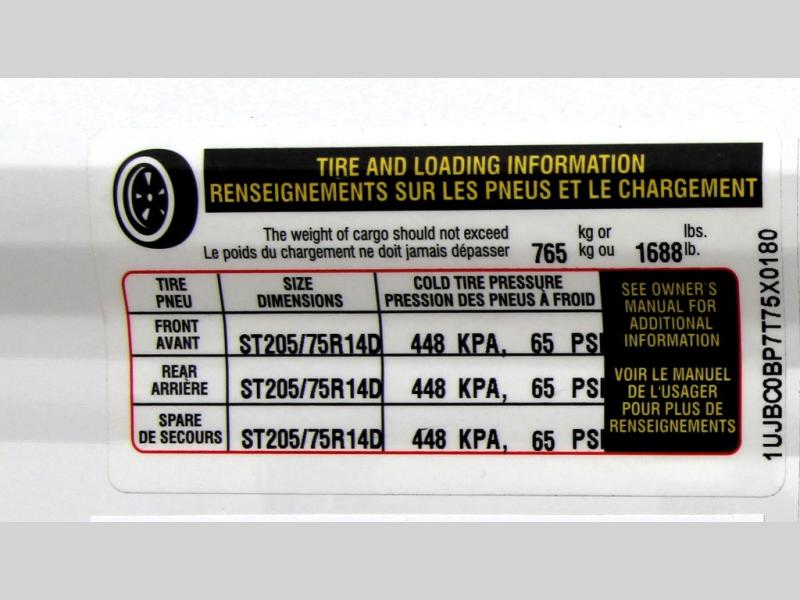 TIRE AND LOADING INFORMATION
RENSEIGNEMENTS SUR LES PNEUS ET LE CHARGEMENT
The weight of cargo should not exceed kg or lbs.
Le poids du chargement ne doit jamais dépasser 765 kg ou 1688 lb.
TIRE SIZE COLD TIRE PRESSURE
PNEU DIMENSIONS PRESSION DES PNEUS À FROID
FRONT
AVANT ST205/75R14D 448 KPA, 65 PSI
REAR
ARRIÈRE ST205/75R14D 448 KPA, 65 PSI
SPARE
DE SECOURS ST205/75R14D 448 KPA, 65 PSI
SEE OWNER'S
MANUAL FOR
ADDITIONAL
INFORMATION
VOIR LE MANUEL
DE L'USAGER
POUR PLUS DE
RENSEIGNEMENTS
1UJBC0BP7T75X0180